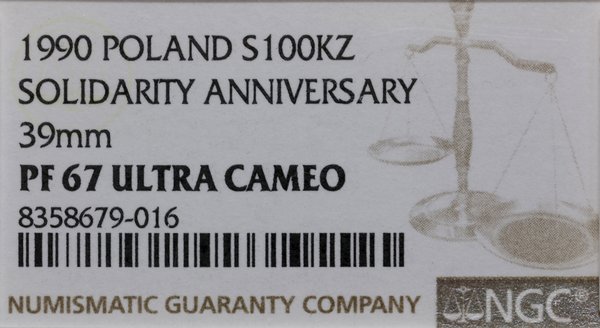 1990 POLAND S100KZ
SOLIDARITY ANNIVERSARY
39mm
PF 67 ULTRA CAMEO
8358679-016
NUMISMATIC GUARANTY COMPANY
NGC®